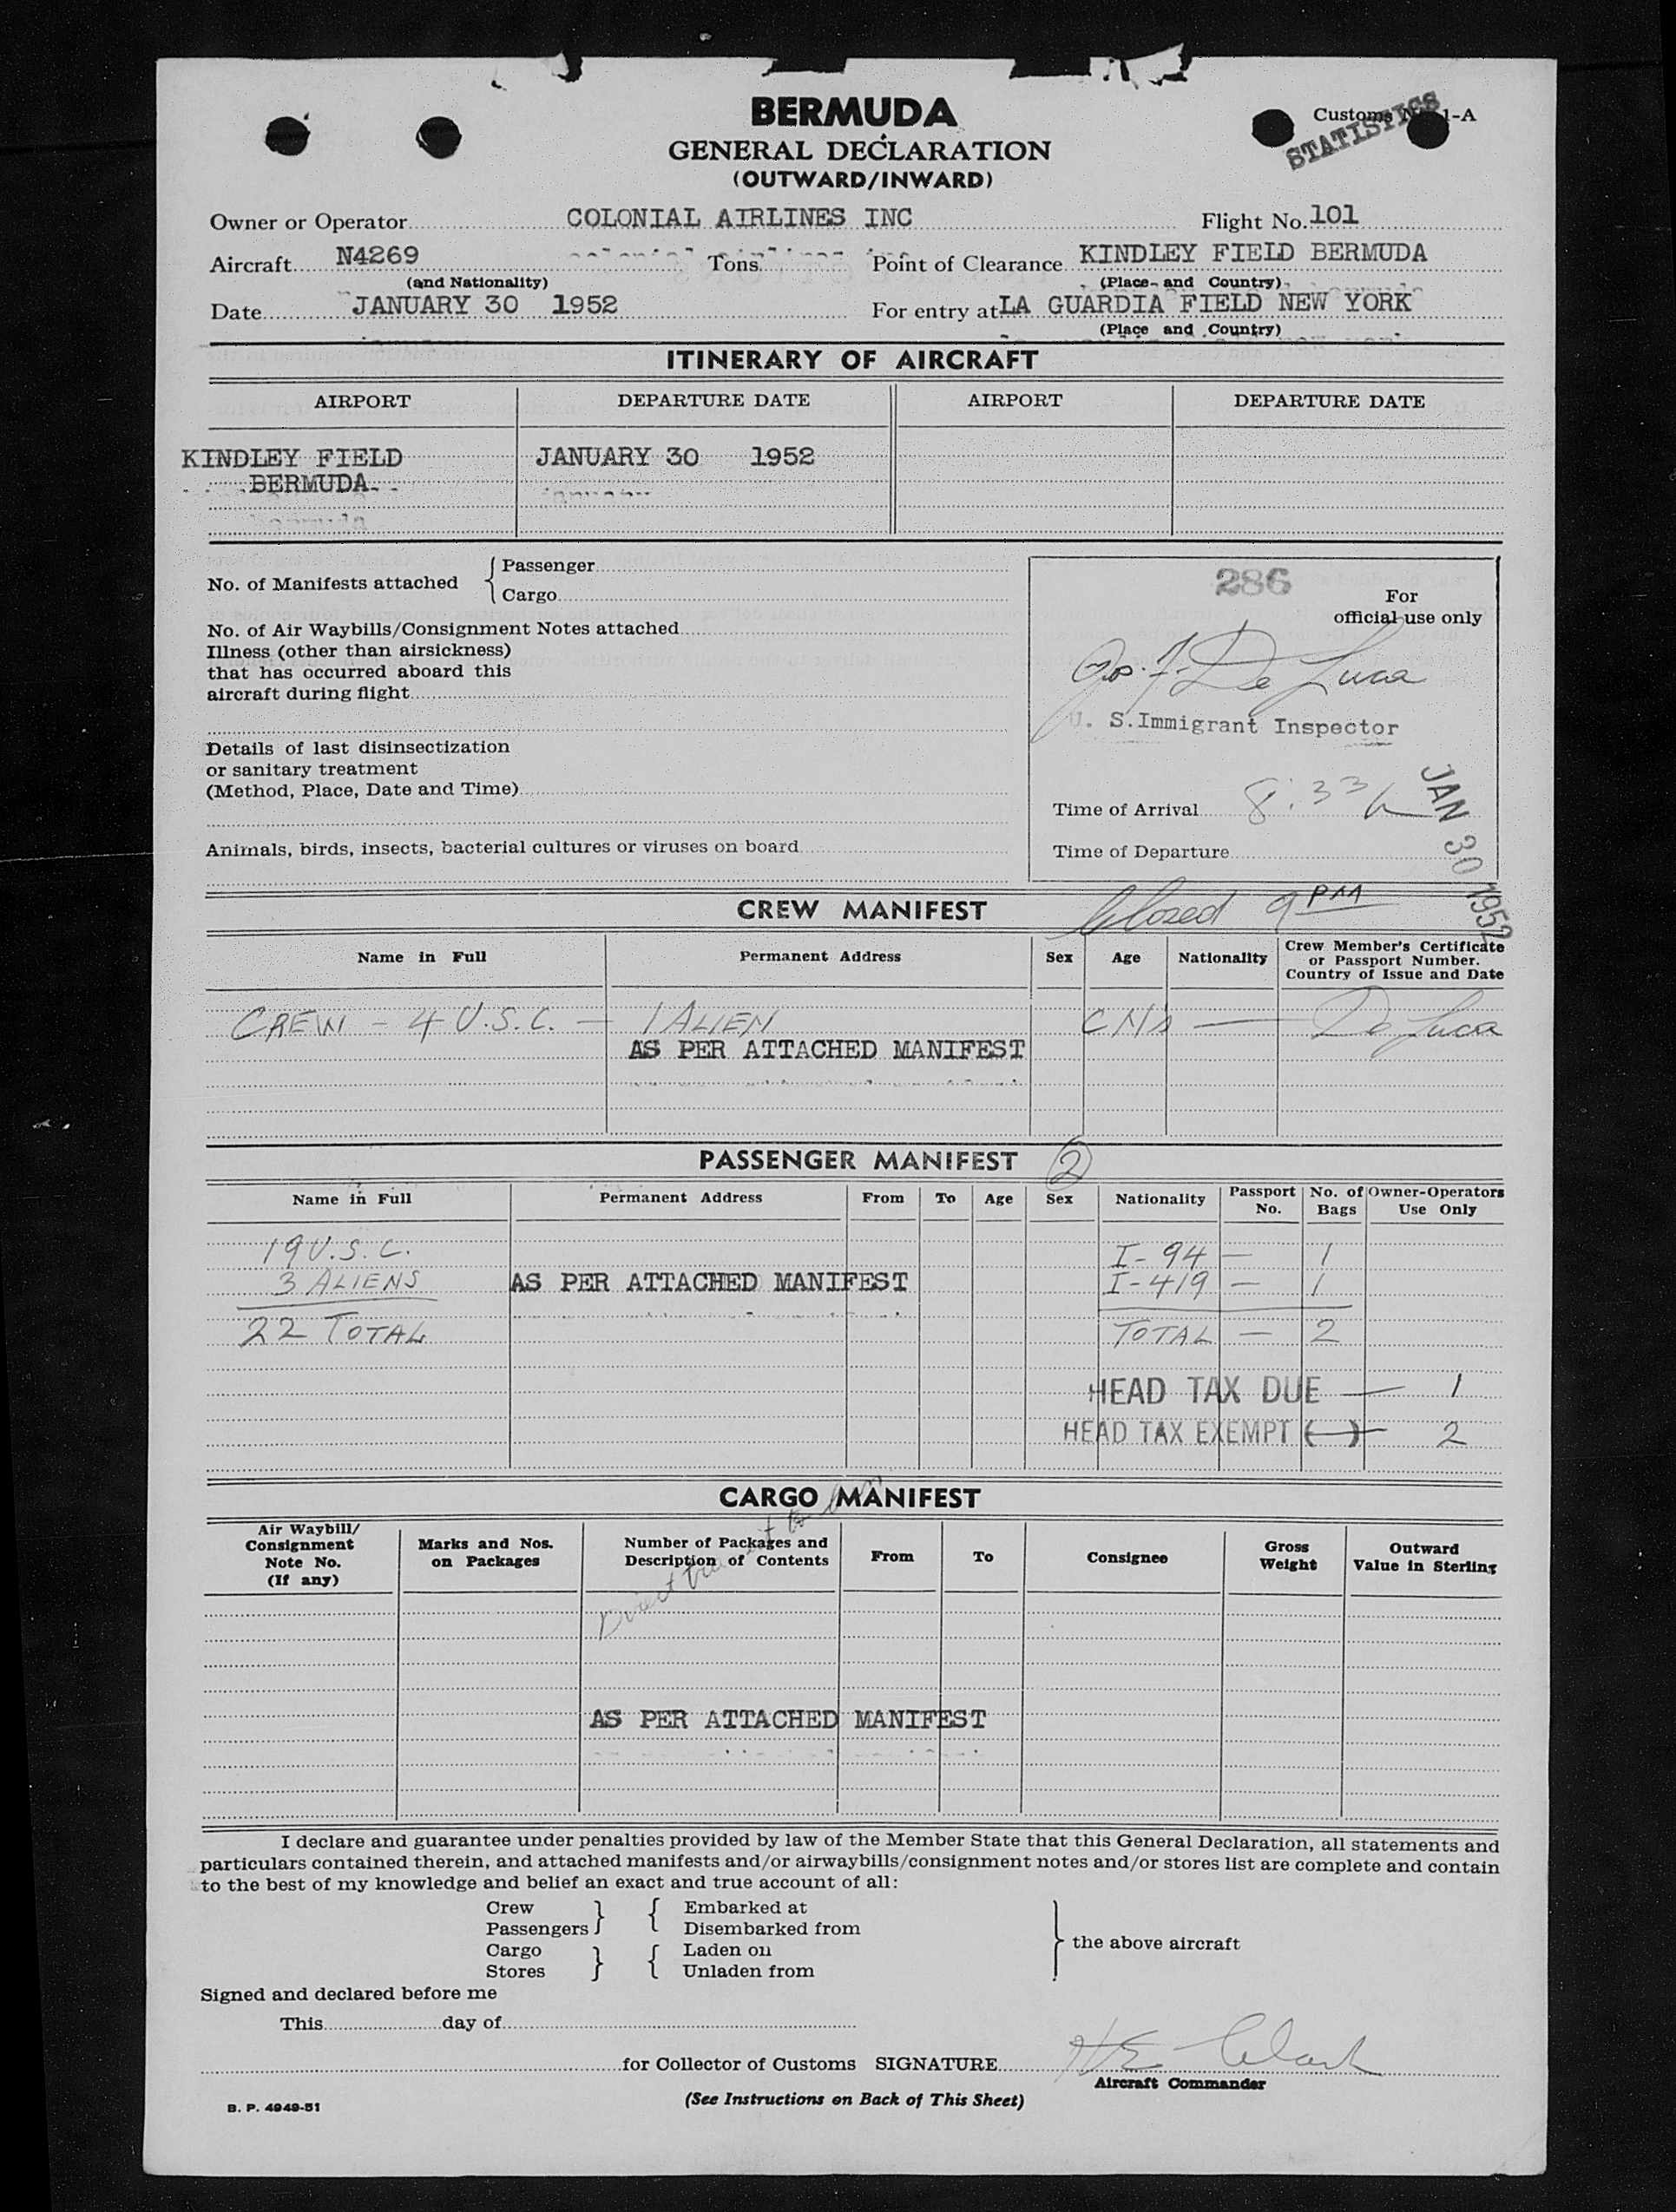 BERMUDA
GENERAL DECLARATION
(OUTWARD/INWARD)
Customs 1-A
STATISTICS
Owner or Operator COLONIAL AIRLINES INC Flight No. 101
Aircraft N4269 Tons Point of Clearance KINDLEY FIELD BERMUDA
(and Nationality) (Place and Country)
Date JANUARY 30 1952 For entry at LA GUARDIA FIELD NEW YORK
(Place and Country)
ITINERARY OF AIRCRAFT
AIRPORT DEPARTURE DATE AIRPORT DEPARTURE DATE
KINDLEY FIELD JANUARY 30 1952
BERMUDA
No. of Manifests attached { Passenger
Cargo
286
For
official use only
No. of Air Waybills/Consignment Notes attached
Illness (other than airsickness)
that has occurred aboard this
aircraft during flight
Jos. F. De Luca
U. S. Immigrant Inspector
Details of last disinsectization
or sanitary treatment
(Method, Place, Date and Time)
Time of Arrival 8:33
JAN 30 1952
Animals, birds, insects, bacterial cultures or viruses on board
Time of Departure
Closed 9 PM
CREW MANIFEST
Name in Full Permanent Address Sex Age Nationality Crew Member's Certificate
or Passport Number.
Country of Issue and Date
CREW - 4 U.S.C. — 1 ALIEN CN's — De Luca
AS PER ATTACHED MANIFEST
PASSENGER MANIFEST 2
Name in Full Permanent Address From To Age Sex Nationality Passport No. No. of Bags Owner-Operators Use Only
19 U.S.C. I-94 — 1
3 ALIENS AS PER ATTACHED MANIFEST I-419 — 1
22 TOTAL TOTAL — 2
HEAD TAX DUE — 1
HEAD TAX EXEMPT (—) — 2
CARGO MANIFEST
Air Waybill/
Consignment
Note No.
(If any)
Marks and Nos.
on Packages
Number of Packages and
Description of Contents
From To Consignee
Gross
Weight
Outward
Value in Sterling
Direct
AS PER ATTACHED MANIFEST
I declare and guarantee under penalties provided by law of the Member State that this General Declaration, all statements and
particulars contained therein, and attached manifests and/or airwaybills/consignment notes and/or stores list are complete and contain
to the best of my knowledge and belief an exact and true account of all:
Crew } { Embarked at
Passengers Disembarked from
Cargo } { Laden on } the above aircraft
Stores Unladen from
Signed and declared before me
This day of
for Collector of Customs SIGNATURE H E Clark
Aircraft Commander
(See Instructions on Back of This Sheet)
B. P. 4949-51